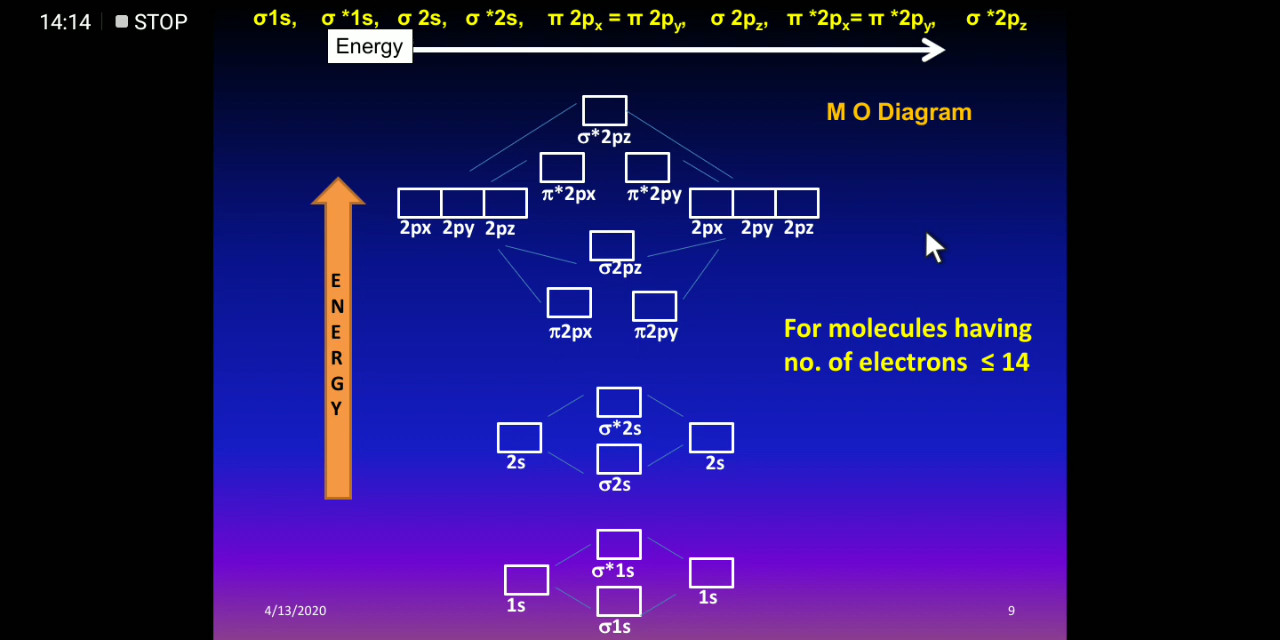 14:14 STOP
σ1s, σ *1s, σ 2s, σ *2s, π 2px = π 2py, σ 2pz, π *2px= π *2py, σ *2pz
Energy
M O Diagram
σ*2pz
π*2px π*2py
2px 2py 2pz
2px 2py 2pz
σ2pz
π2px π2py
ENERGY
For molecules having
no. of electrons ≤ 14
σ*2s
2s 2s
σ2s
σ*1s
1s 1s
σ1s
4/13/2020
9